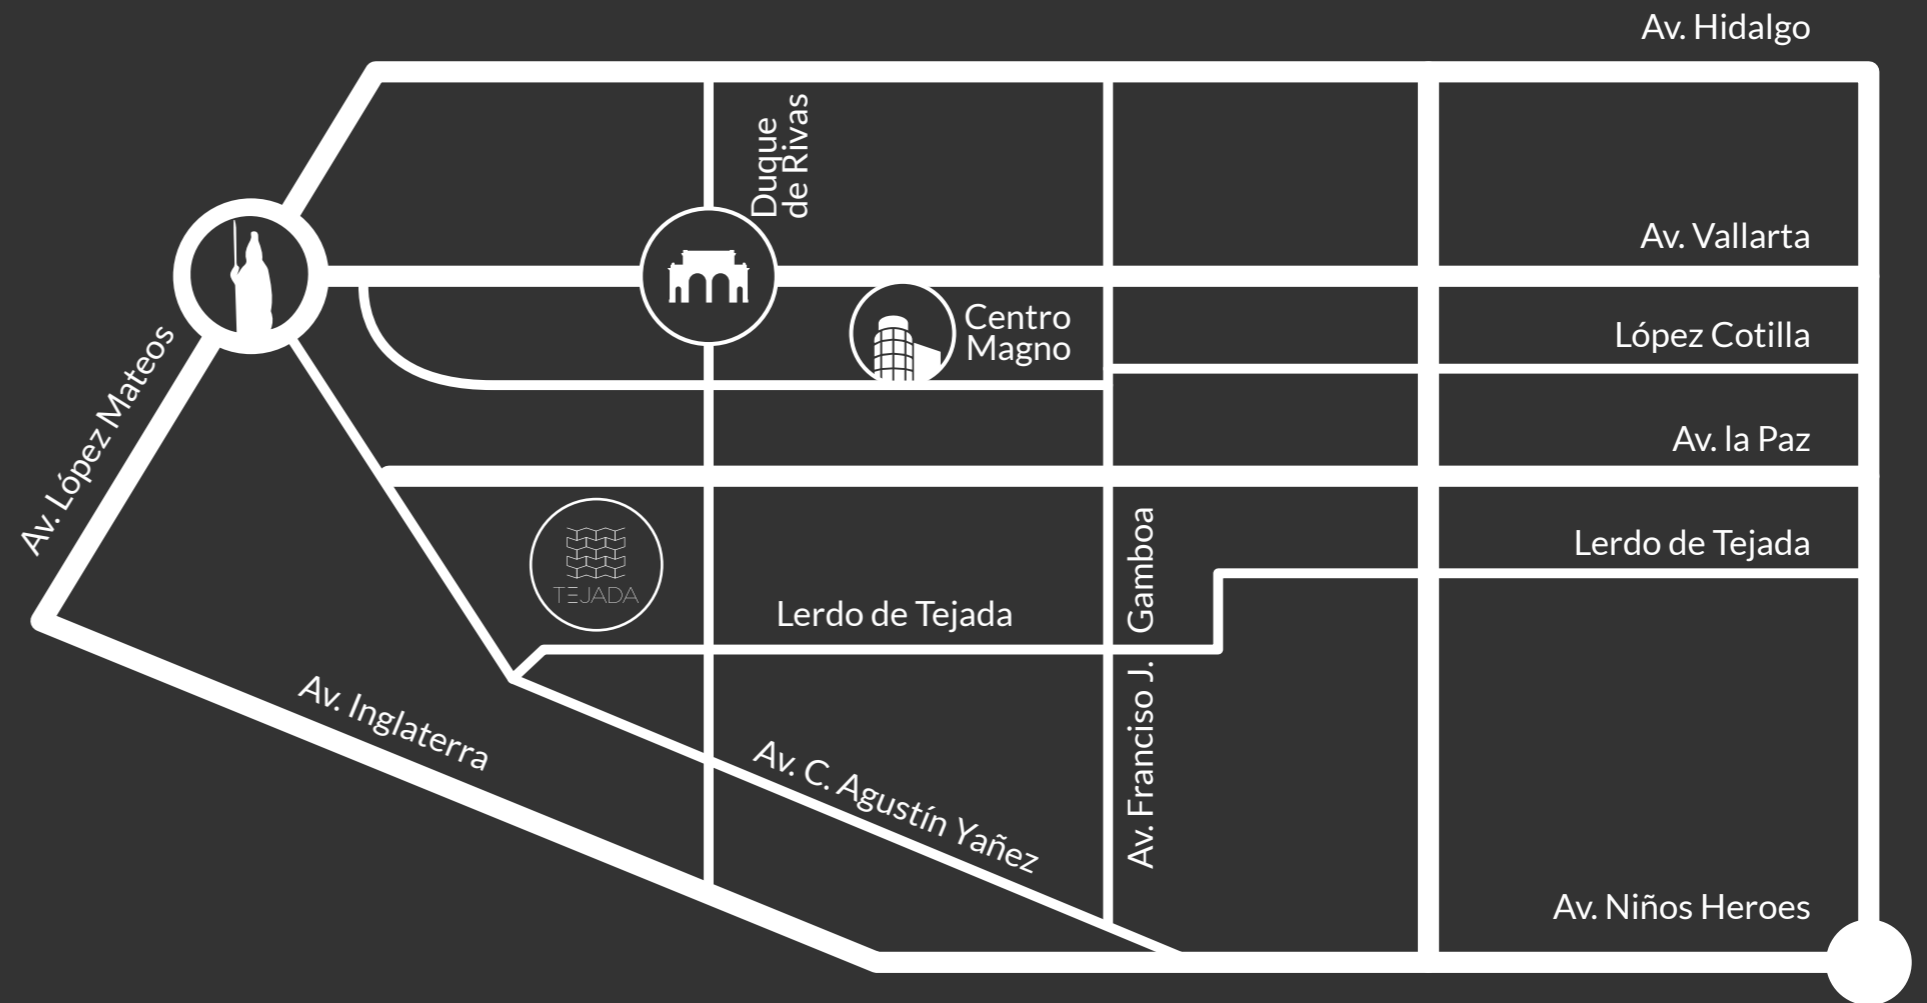 Av. Hidalgo
Duque
de Rivas
Av. Vallarta
Centro
Magno
López Cotilla
Av. López Mateos
Av. la Paz
Lerdo de Tejada
TEJADA
Lerdo de Tejada
Av. Franciso J. Gamboa
Av. Inglaterra
Av. C. Agustín Yañez
Av. Niños Heroes